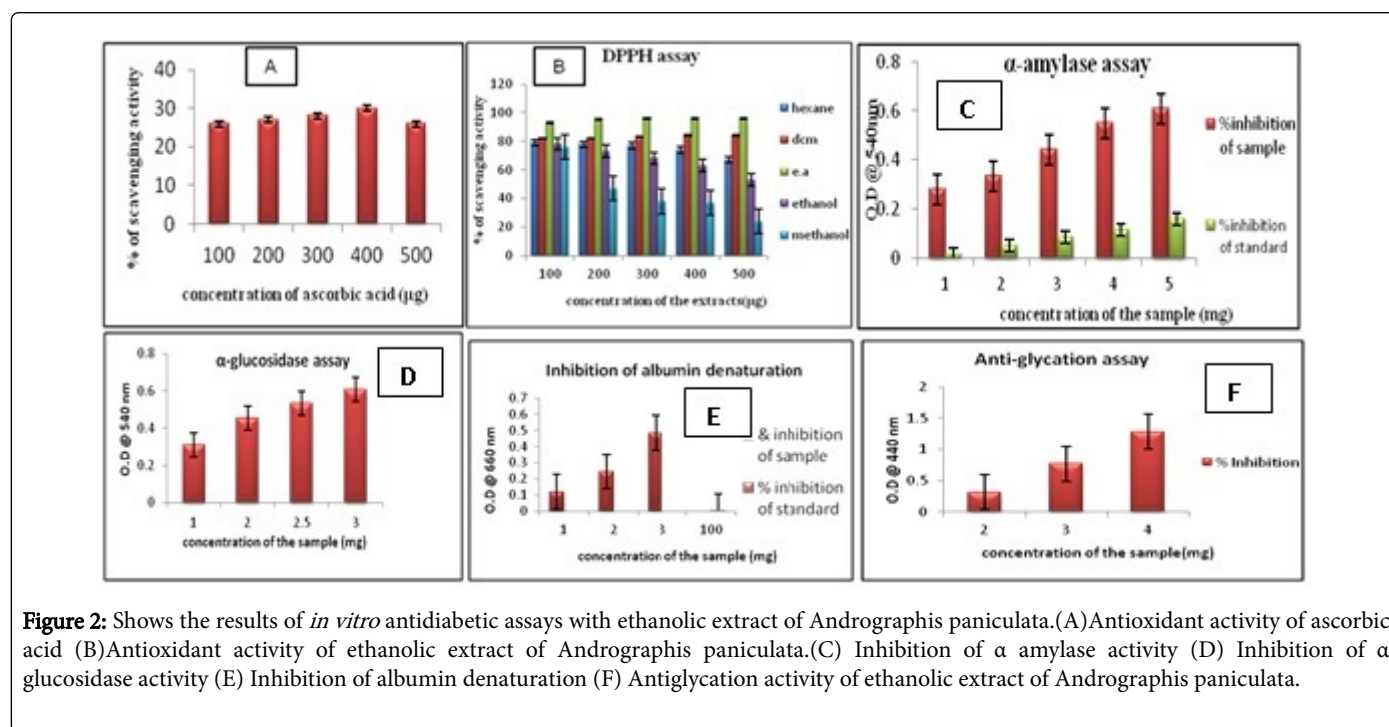 A
% of scavenging activity
40
30
20
10
0
100 200 300 400 500
concentration of ascorbic acid (µg)
B
DPPH assay
% of scavenging activity
120
100
80
60
40
20
0
100 200 300 400 500
concentration of the extracts(µg)
hexane
dcm
e.a
ethanol
methanol
α-amylase assay
C
O.D @ 540nm
0.8
0.6
0.4
0.2
0
1 2 3 4 5
concentration of the sample (mg)
%inhibition
of sample
%inhibition
of standard
α-glucosidase assay
D
O.D @ 540 nm
0.8
0.6
0.4
0.2
0
1 2 2.5 3
concentration of the sample (mg)
Inhibition of albumin denaturation
E
O.D @ 660 nm
0.7
0.6
0.5
0.4
0.3
0.2
0.1
0
1 2 3 100
concentration of the sample (mg)
& inhibition
of sample
% inhibition
of standard
Anti-glycation assay
F
O.D @ 440 nm
2
1.5
1
0.5
0
2 3 4
concentration of the sample(mg)
% Inhibition
Figure 2: Shows the results of in vitro antidiabetic assays with ethanolic extract of Andrographis paniculata.(A)Antioxidant activity of ascorbic
acid (B)Antioxidant activity of ethanolic extract of Andrographis paniculata.(C) Inhibition of α amylase activity (D) Inhibition of α
glucosidase activity (E) Inhibition of albumin denaturation (F) Antiglycation activity of ethanolic extract of Andrographis paniculata.